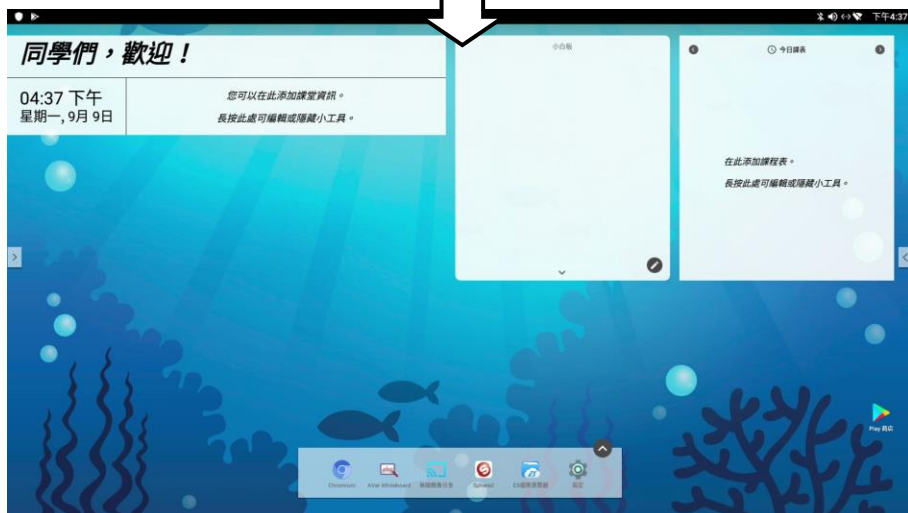 下午4:37
同學們，歡迎！
04:37 下午
星期一, 9月 9日
您可以在此添加課堂資訊。
長按此處可編輯或隱藏小工具。
小白板
今日課表
在此添加課程表。
長按此處可編輯或隱藏小工具。
Play 商店
Chromium
AVer Whiteboard
設定